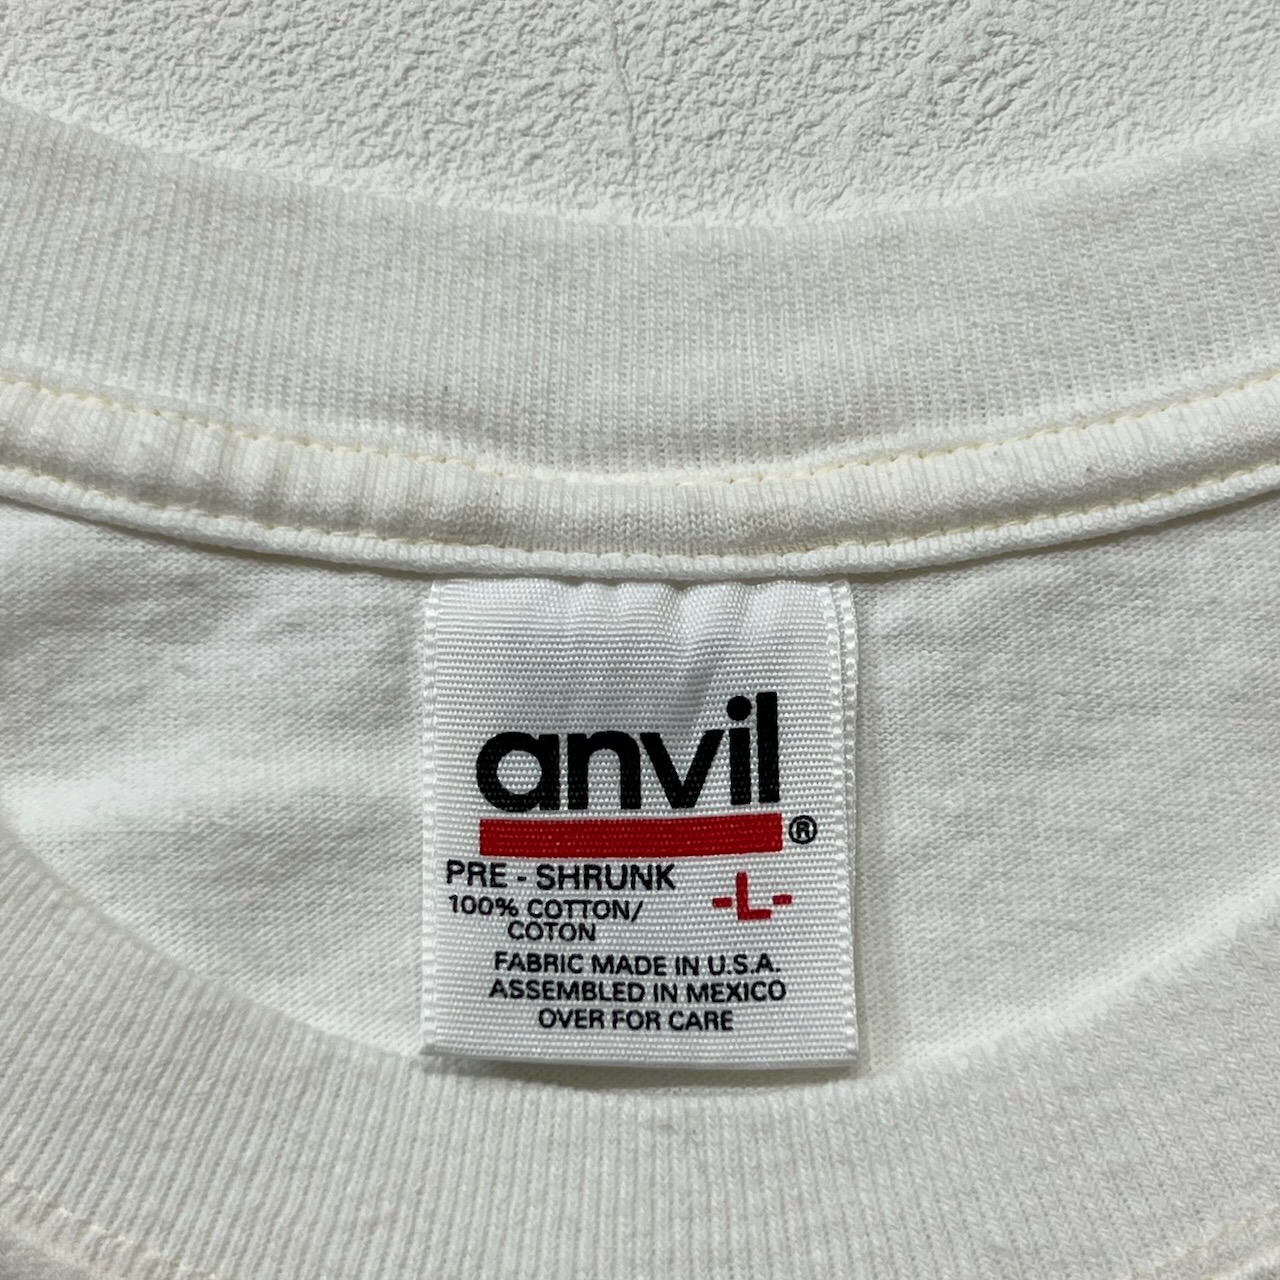 anvil
®
PRE - SHRUNK
-L-
100% COTTON/
COTON
FABRIC MADE IN U.S.A.
ASSEMBLED IN MEXICO
OVER FOR CARE